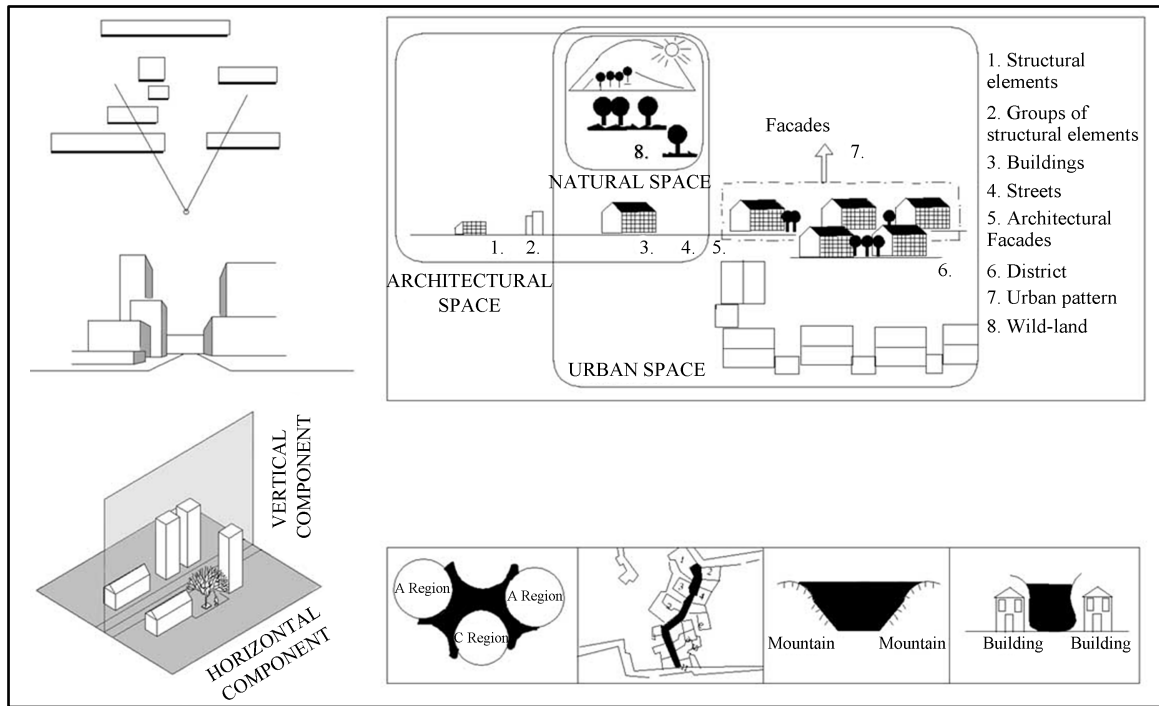 Facades
7.
8.
NATURAL SPACE
1.
2.
3.
4.
5.
6.
ARCHITECTURAL
SPACE
URBAN SPACE
1. Structural
elements
2. Groups of
structural elements
3. Buildings
4. Streets
5. Architectural
Facades
6. District
7. Urban pattern
8. Wild-land
VERTICAL
COMPONENT
HORIZONTAL
COMPONENT
A Region
A Region
C Region
Mountain
Mountain
Building
Building